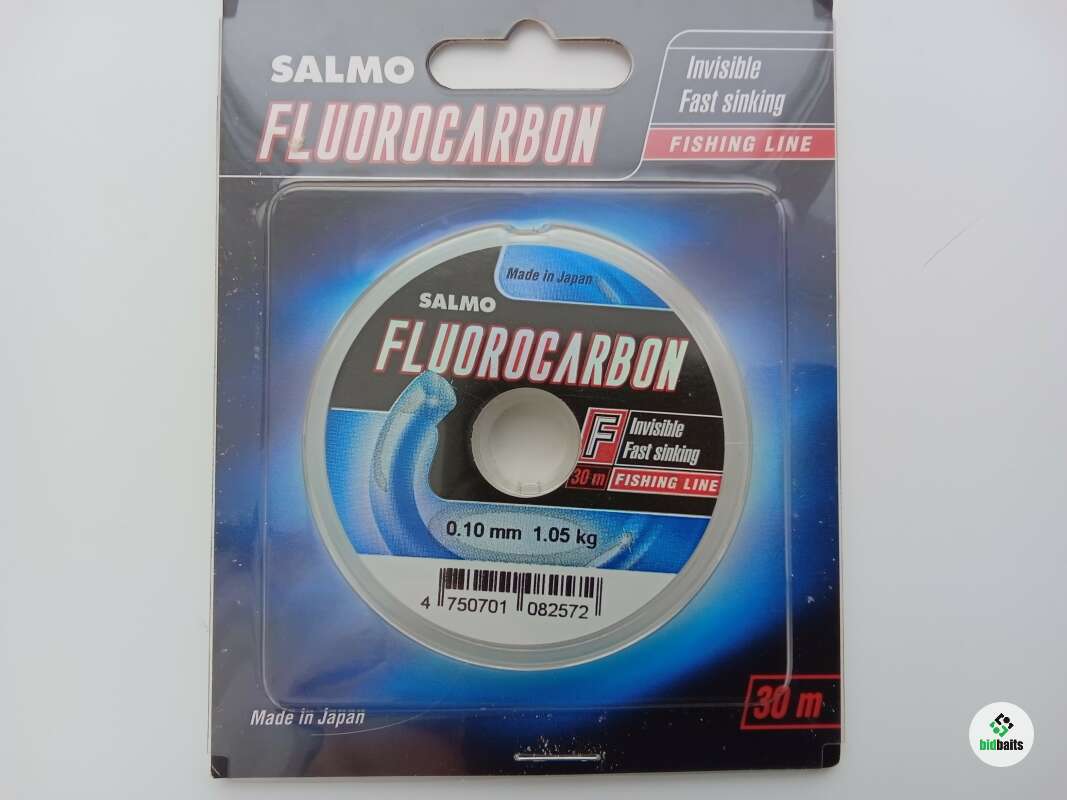 SALMO
FLUOROCARBON
Invisible
Fast sinking
FISHING LINE
Made in Japan
SALMO
FLUOROCARBON
F
Invisible
Fast sinking
30 m FISHING LINE
0.10 mm 1.05 kg
4 750701 082572
Made in Japan
30 m
bidbaits